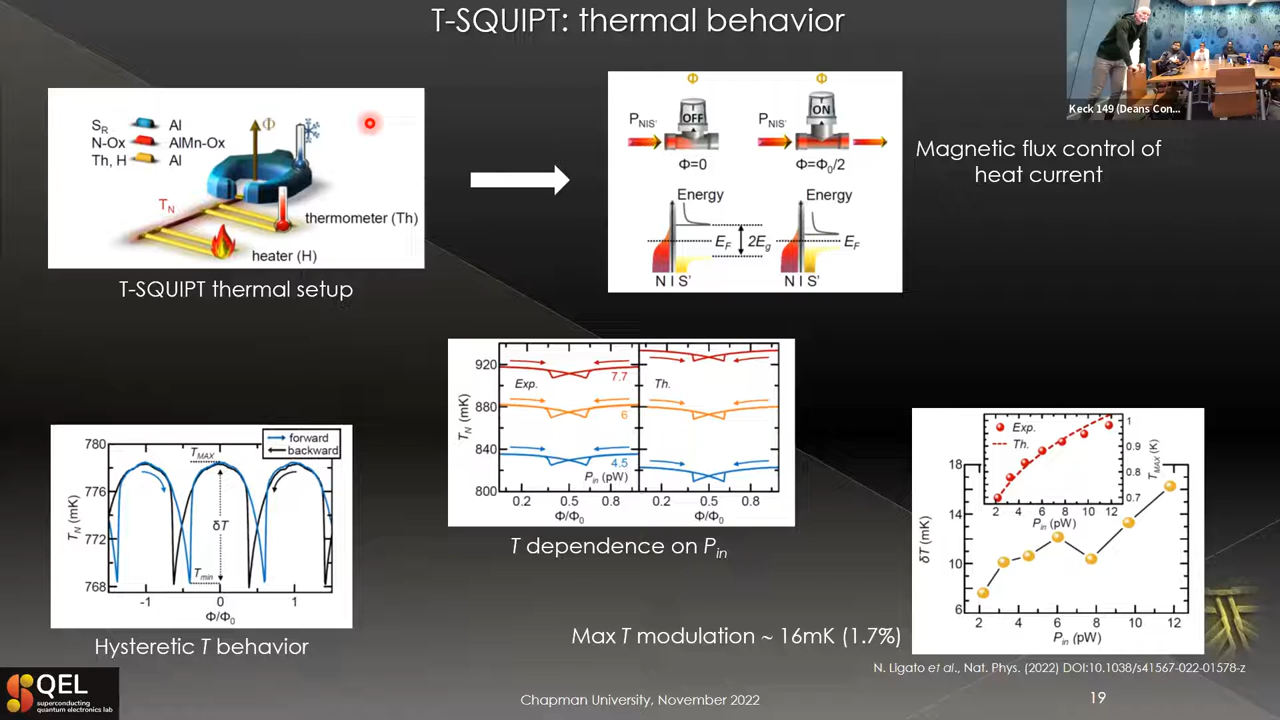 T-SQUIPT: thermal behavior
Keck 149 (Deans Con...
S_R Al
N-Ox AlMn-Ox
Th, H Al
Φ
T_N
thermometer (Th)
heater (H)
T-SQUIPT thermal setup
Φ Φ
P_NIS' OFF P_NIS' ON
Φ=0 Φ=Φ₀/2
Energy Energy
E_F 2E_g E_F
N I S' N I S'
Magnetic flux control of
heat current
920
880
840
800
T_N (mK)
Exp. 7.7 Th.
6
4.5
P_in (pW)
0.2 0.5 0.8 0.2 0.5 0.8
Φ/Φ₀ Φ/Φ₀
T dependence on P_in
780
776
772
768
T_N (mK)
forward
backward
T_MAX
δT
T_min
-1 0 1
Φ/Φ₀
Hysteretic T behavior
Exp.
Th.
1
0.9
0.8
0.7
T_MAX (K)
2 4 6 8 10 12
P_in (pW)
18
14
10
6
δT (mK)
2 4 6 8 10 12
P_in (pW)
Max T modulation ~ 16mK (1.7%)
N. Ligato et al., Nat. Phys. (2022) DOI:10.1038/s41567-022-01578-z
SQEL
superconducting
quantum electronics lab
Chapman University, November 2022
19